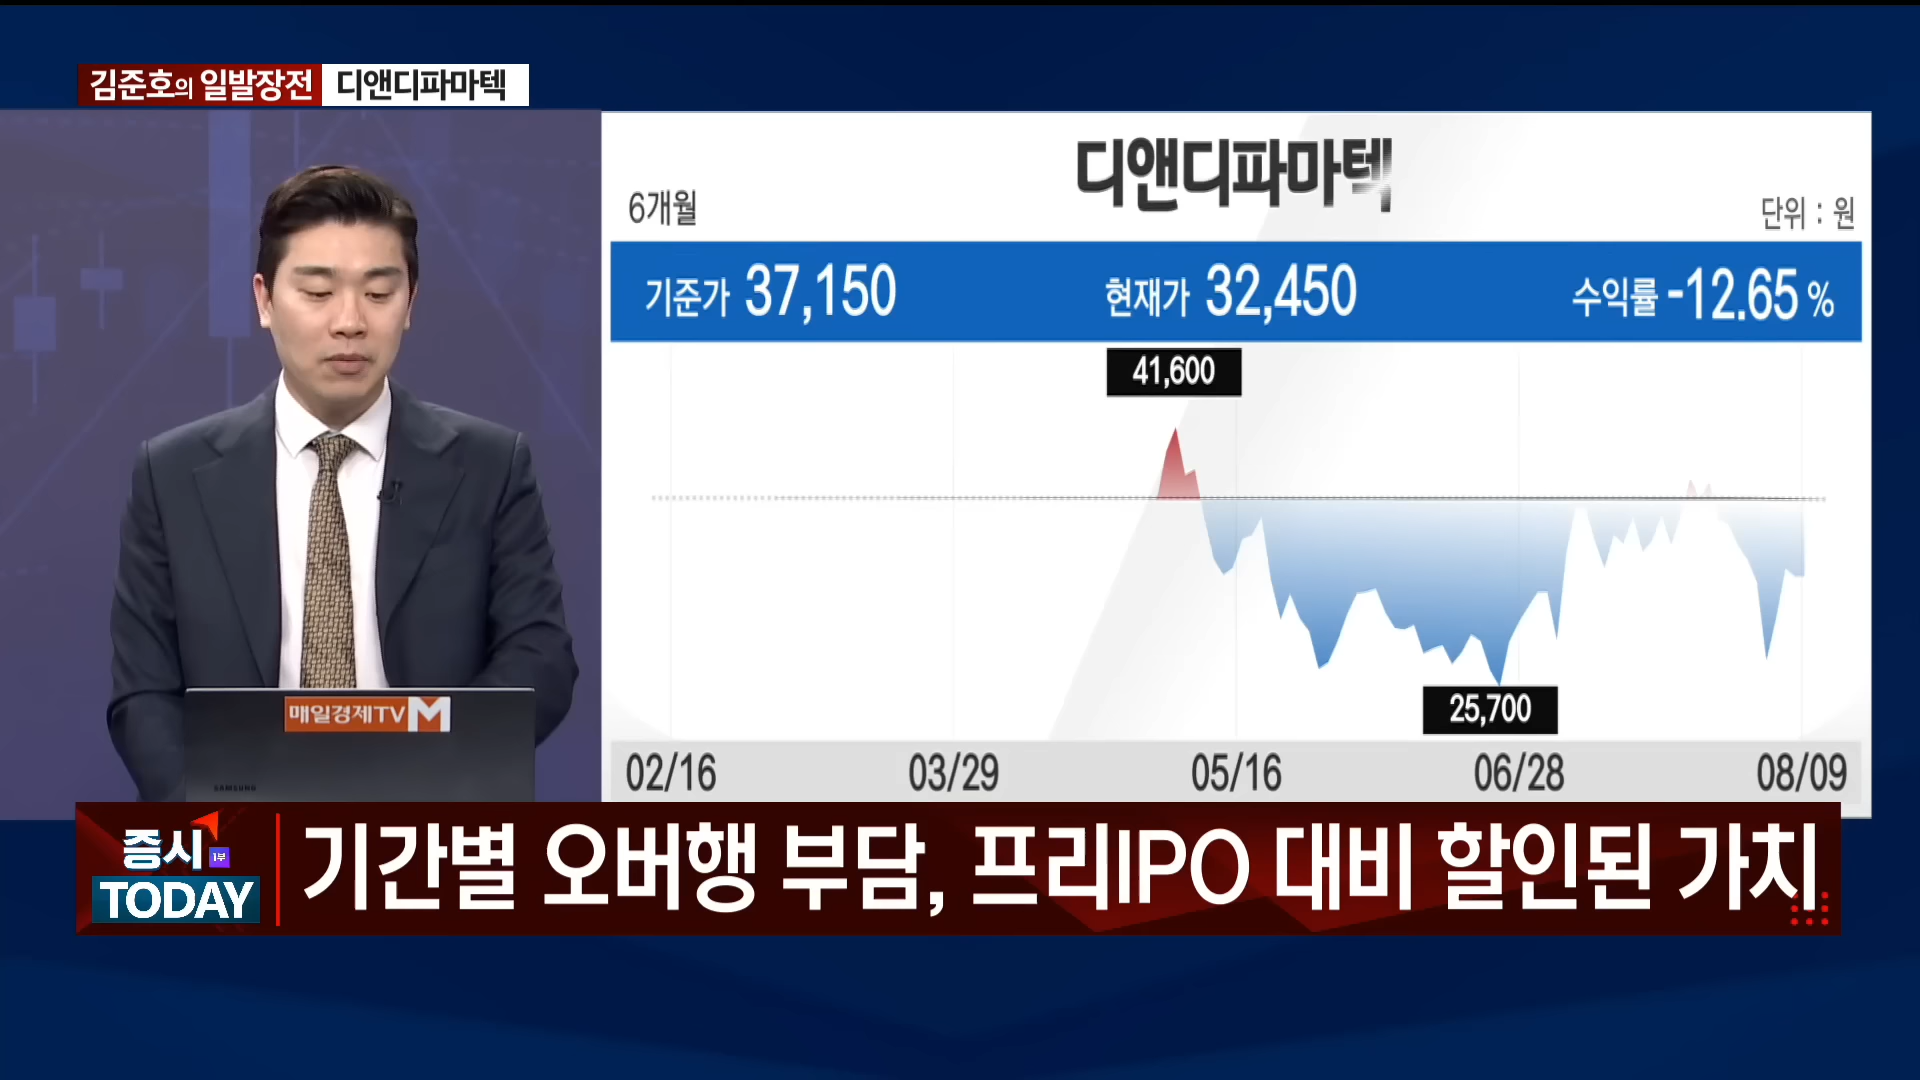 김준호의 일발장전 디앤디파마텍
디앤디파마텍
6개월
단위 : 원
기준가 37,150 현재가 32,450 수익률 -12.65 %
41,600
25,700
02/16 03/29 05/16 06/28 08/09
매일경제TV M
SAMSUNG
증시 1부
TODAY
기간별 오버행 부담, 프리IPO 대비 할인된 가치